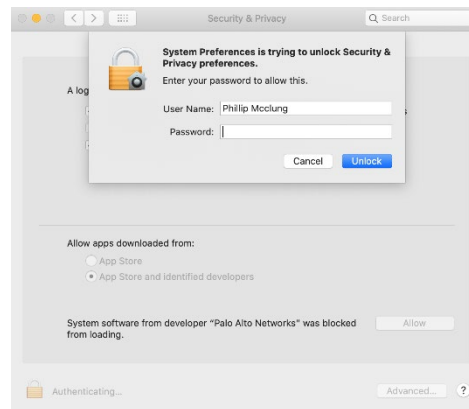 Security & Privacy
Search
System Preferences is trying to unlock Security &
Privacy preferences.
Enter your password to allow this.
User Name: Phillip Mcclung
Password:
Cancel
Unlock
A log
Allow apps downloaded from:
App Store
App Store and identified developers
System software from developer “Palo Alto Networks” was blocked
from loading.
Allow
Authenticating...
Advanced...
?